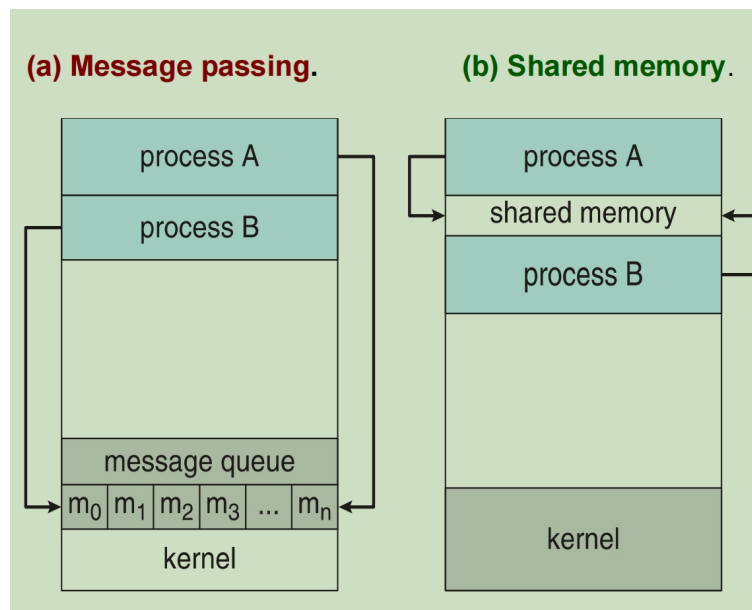 (a) Message passing.
process A
process B
message queue
m0 m1 m2 m3 ... mn
kernel
(b) Shared memory.
process A
shared memory
process B
kernel